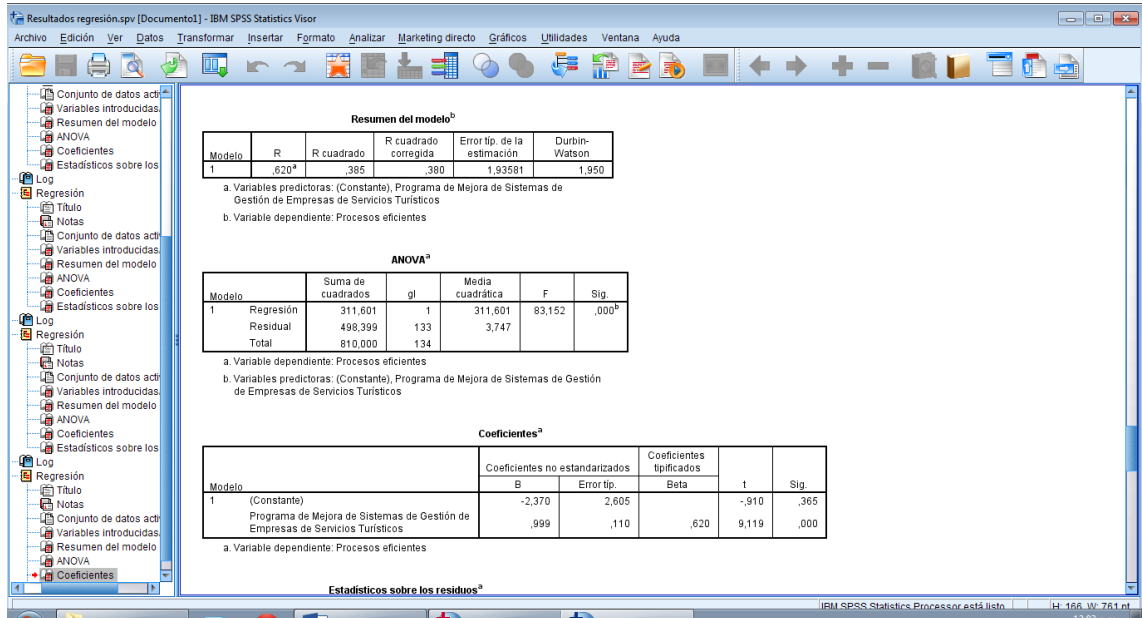 Resultados regresión.spv [Documento1] - IBM SPSS Statistics Visor
Archivo Edición Ver Datos Transformar Insertar Formato Analizar Marketing directo Gráficos Utilidades Ventana Ayuda
Conjunto de datos acti
Variables introducidas.
Resumen del modelo
ANOVA
Coeficientes
Estadísticos sobre los
Log
Regresión
Título
Notas
Conjunto de datos acti
Variables introducidas.
Resumen del modelo
ANOVA
Coeficientes
Estadísticos sobre los
Log
Regresión
Título
Notas
Conjunto de datos acti
Variables introducidas.
Resumen del modelo
ANOVA
Coeficientes
Estadísticos sobre los
Log
Regresión
Título
Notas
Conjunto de datos acti
Variables introducidas.
Resumen del modelo
ANOVA
Coeficientes
Resumen del modelo b
Modelo R R cuadrado R cuadrado corregida Error típ. de la estimación Durbin-Watson
1 ,620a ,385 ,380 1,93581 1,950
a. Variables predictoras: (Constante), Programa de Mejora de Sistemas de
Gestión de Empresas de Servicios Turísticos
b. Variable dependiente: Procesos eficientes
ANOVA a
Modelo Suma de cuadrados gl Media cuadrática F Sig.
1 Regresión 311,601 1 311,601 83,152 ,000b
Residual 498,399 133 3,747
Total 810,000 134
a. Variable dependiente: Procesos eficientes
b. Variables predictoras: (Constante), Programa de Mejora de Sistemas de Gestión
de Empresas de Servicios Turísticos
Coeficientes a
Coeficientes no estandarizados Coeficientes tipificados
Modelo B Error típ. Beta t Sig.
1 (Constante) -2,370 2,605 -,910 ,365
Programa de Mejora de Sistemas de Gestión de
Empresas de Servicios Turísticos ,999 ,110 ,620 9,119 ,000
a. Variable dependiente: Procesos eficientes
Estadísticos sobre los residuos a
IBM SPSS Statistics Processor está listo H: 166, W: 761 pt